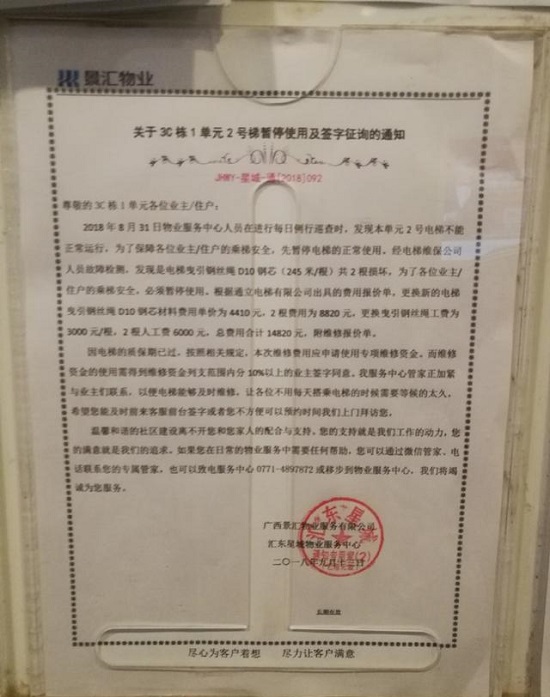 景汇物业
关于3C栋1单元2号梯暂停使用及签字征询的通知
JHWY-星城-通[2018]092
尊敬的3C栋1单元各位业主/住户：
2018年8月31日物业服务中心人员在进行每日例行巡查时，发现本单元2号电梯不能
正常运行，为了保障各位业主/住户的乘梯安全，先暂停电梯的正常使用。经电梯维保公司
人员故障检测，发现是电梯曳引钢丝绳D10钢芯（245米/根）共2根损坏，为了各位业主/
住户的乘梯安全，必须暂停使用。根据通立电梯有限公司出具的费用报价单，更换新的电梯
曳引钢丝绳D10钢芯材料费用单价为4410元，2根费用为8820元，更换曳引钢丝绳工费为
3000元/根，2根人工费6000元，总费用合计14820元，附维修报价单。
因电梯的质保期已过，按照相关规定，本次维修费用应申请使用专项维修资金。而维修
资金的使用需得到维修资金列支范围内分10%以上的业主签字同意。我服务中心管家正加紧
与业主们联系，以便电梯能够及时维修，让各位不用每天搭乘电梯的时候需要等候的太久，
希望您能及时前来客服前台签字或者您不方便可以预约时间我们上门拜访您。
温馨和谐的社区建设离不开您和您家人的配合与支持，您的支持就是我们工作的动力，您
的满意就是我们的追求。如果您在日常的物业服务中需要任何帮助，您可以通过微信管家、电
话联系您的专属管家，也可以致电服务中心0771-4897872或移步到物业服务中心，我们将竭
诚为您服务。
广西景汇物业服务有限公司
汇东星城物业服务中心
二〇一八年九月十三日
汇东星城
(2)
尽心为客户着想 尽力让客户满意